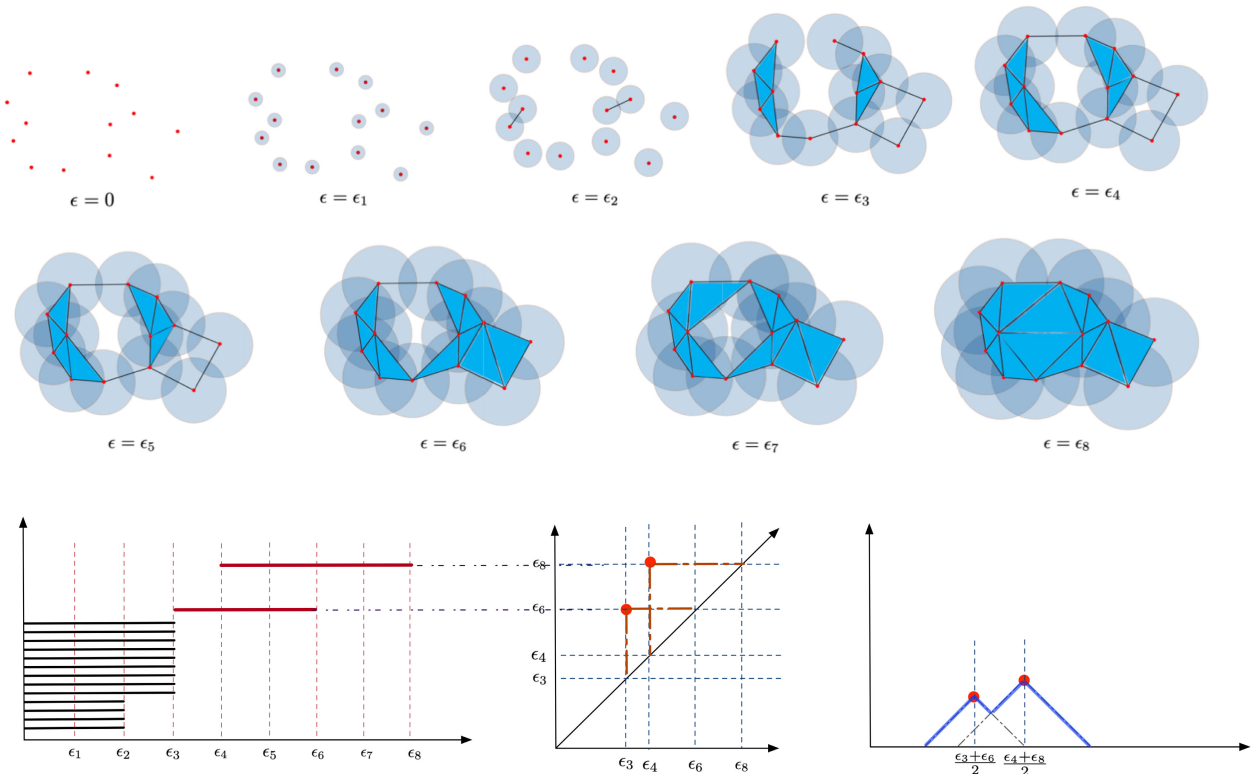 ϵ = 0
ϵ = ϵ₁
ϵ = ϵ₂
ϵ = ϵ₃
ϵ = ϵ₄
ϵ = ϵ₅
ϵ = ϵ₆
ϵ = ϵ₇
ϵ = ϵ₈
ϵ₁ ϵ₂ ϵ₃ ϵ₄ ϵ₅ ϵ₆ ϵ₇ ϵ₈
ϵ₈
ϵ₆
ϵ₄
ϵ₃
ϵ₃ ϵ₄ ϵ₆ ϵ₈
ϵ₃+ϵ₆ ϵ₄+ϵ₈
2 2